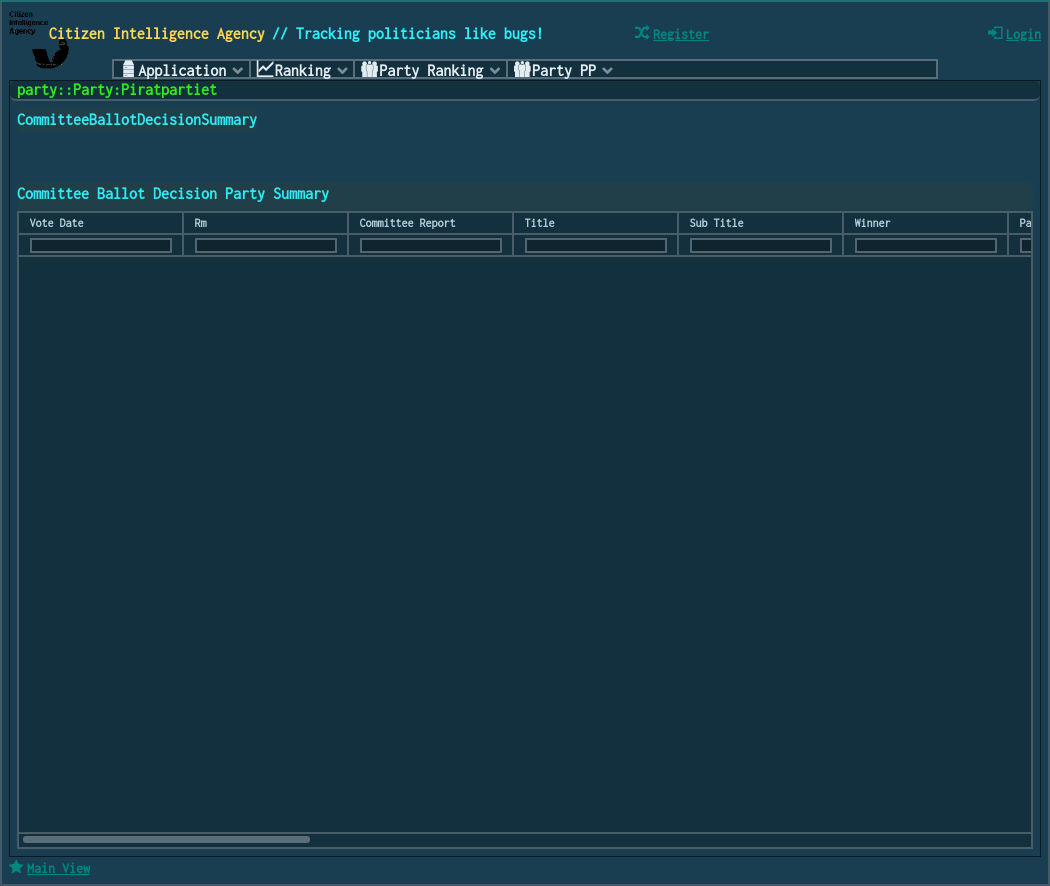 Citizen
Intelligence
Agency
Citizen Intelligence Agency // Tracking politicians like bugs!
Register
Login
Application
Ranking
Party Ranking
Party PP
party::Party:Piratpartiet
CommitteeBallotDecisionSummary
Committee Ballot Decision Party Summary
Vote Date
Rm
Committee Report
Title
Sub Title
Winner
Pa
Main View